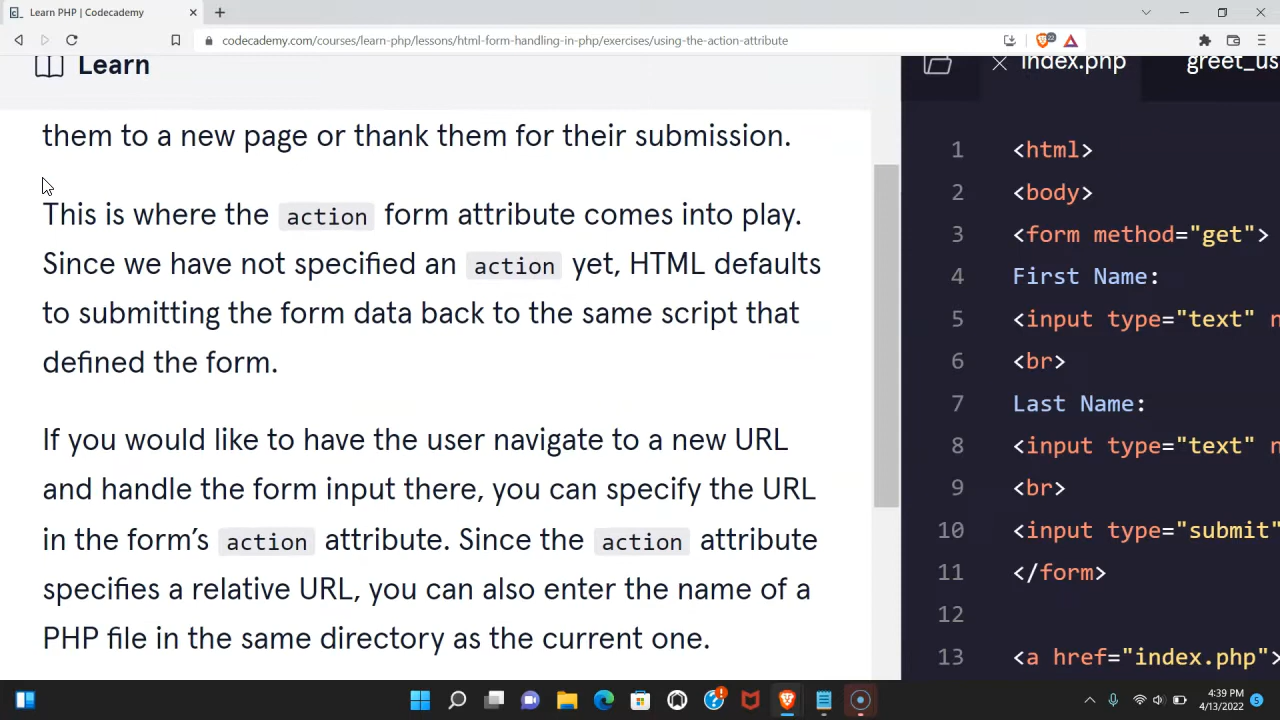 Learn PHP | Codecademy
codecademy.com/courses/learn-php/lessons/html-form-handling-in-php/exercises/using-the-action-attribute
22
Learn
them to a new page or thank them for their submission.
This is where the action form attribute comes into play.
Since we have not specified an action yet, HTML defaults
to submitting the form data back to the same script that
defined the form.
If you would like to have the user navigate to a new URL
and handle the form input there, you can specify the URL
in the form’s action attribute. Since the action attribute
specifies a relative URL, you can also enter the name of a
PHP file in the same directory as the current one.
index.php greet_us
1 <html>
2 <body>
3 <form method="get">
4 First Name:
5 <input type="text" n
6 <br>
7 Last Name:
8 <input type="text" n
9 <br>
10 <input type="submit"
11 </form>
12
13 <a href="index.php">
4:39 PM
4/13/2022
5